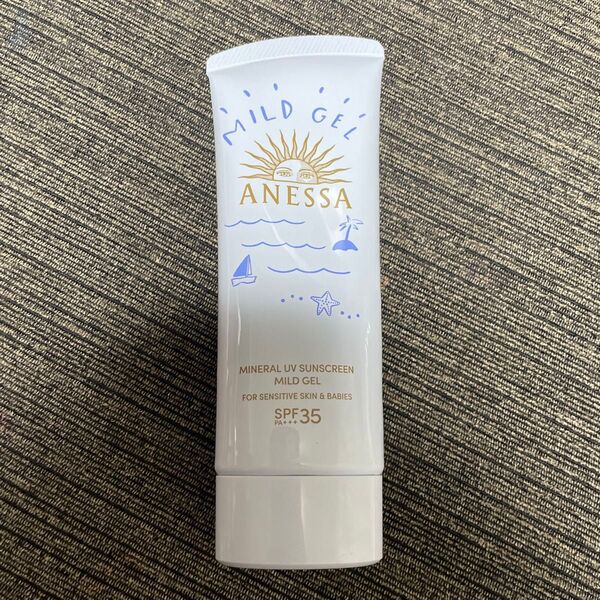 MILD GEL
ANESSA
MINERAL UV SUNSCREEN
MILD GEL
FOR SENSITIVE SKIN & BABIES
SPF35
PA+++